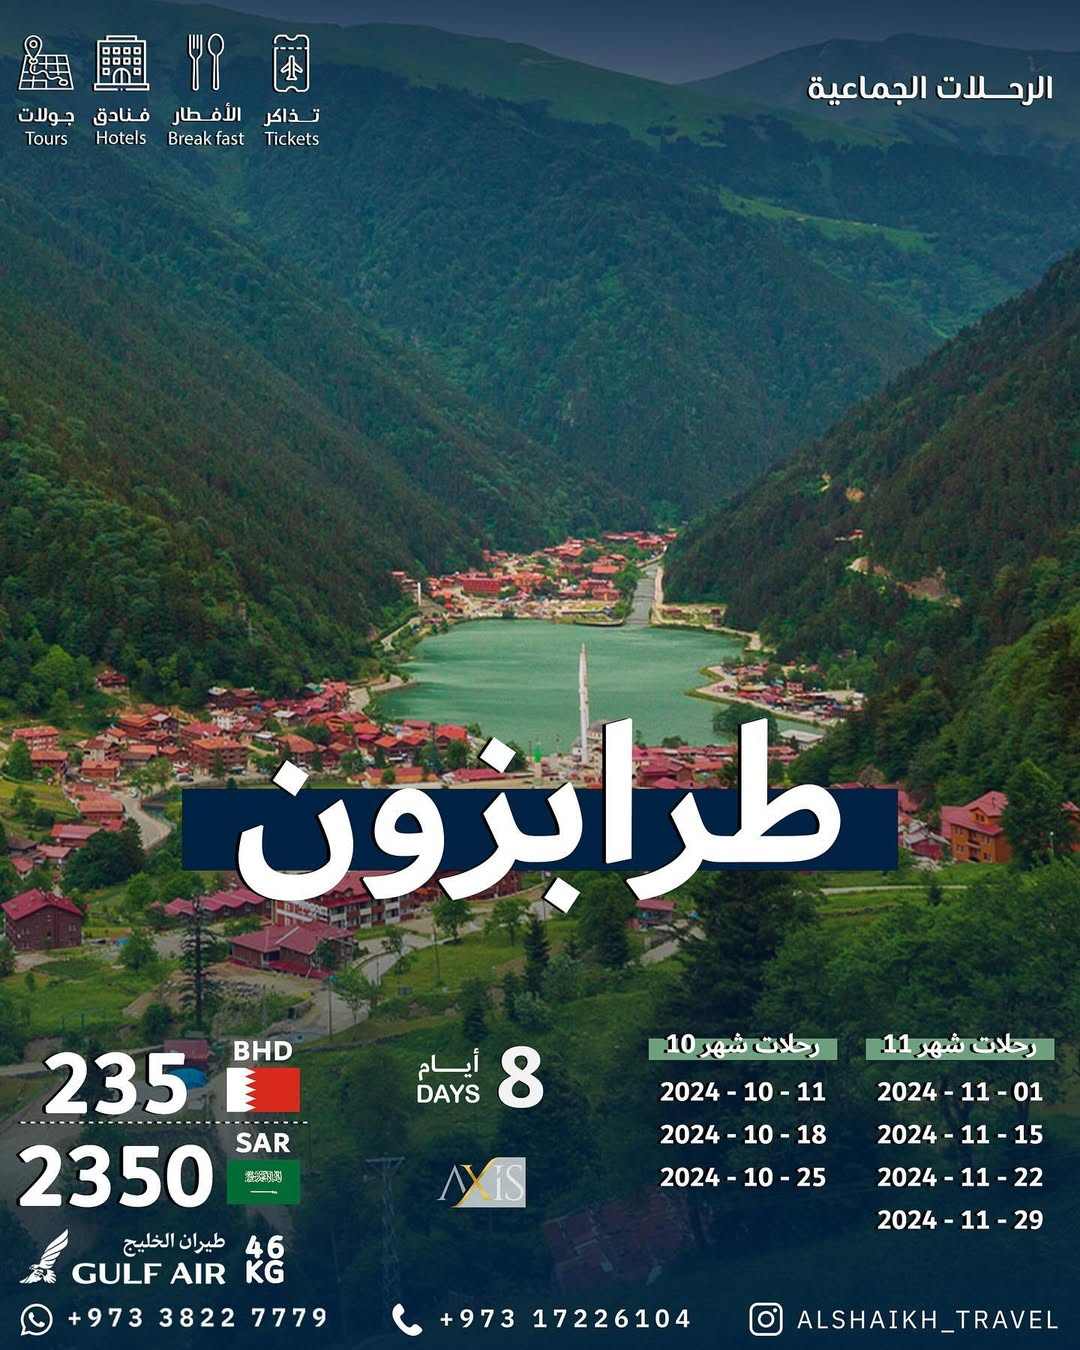 الرحلات الجماعية
تذاكر
Tickets
الأفطار
Break fast
فنادق
Hotels
جولات
Tours
طرابزون
رحلات شهر 11
2024 - 11 - 01
2024 - 11 - 15
2024 - 11 - 22
2024 - 11 - 29
رحلات شهر 10
2024 - 10 - 11
2024 - 10 - 18
2024 - 10 - 25
8 أيام
DAYS
AXIS
235 BHD
2350 SAR
طيران الخليج
GULF AIR
46 KG
+973 3822 7779
+973 17226104
ALSHAIKH_TRAVEL